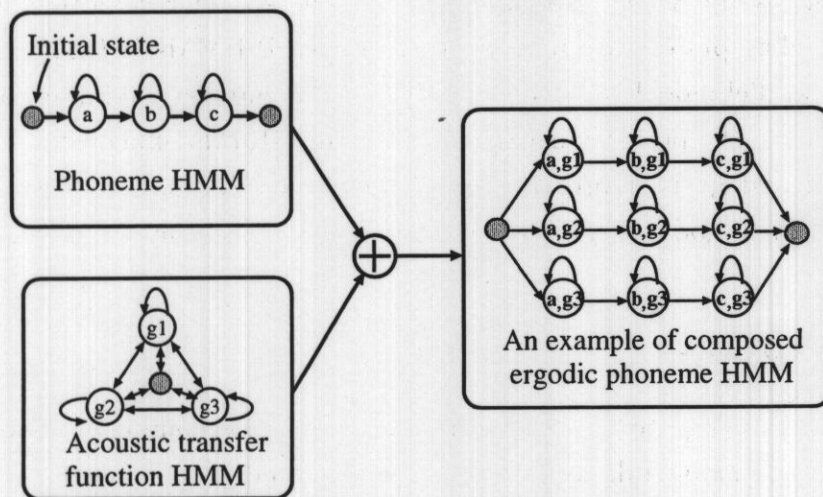 Initial state
a b c
Phoneme HMM
g1
g2 g3
Acoustic transfer
function HMM
a,g1 b,g1 c,g1
a,g2 b,g2 c,g2
a,g3 b,g3 c,g3
An example of composed
ergodic phoneme HMM